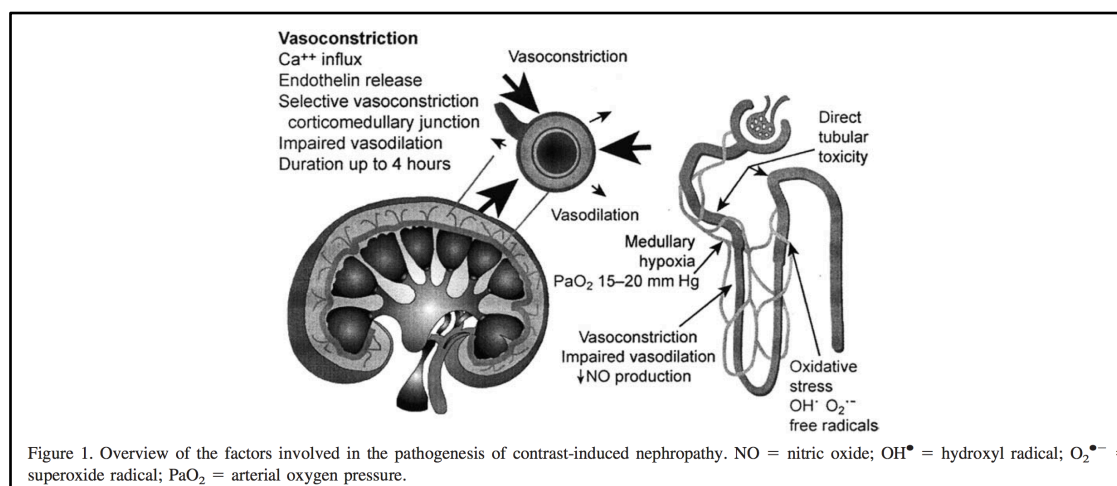 Vasoconstriction
Ca++ influx
Endothelin release
Selective vasoconstriction
corticomedullary junction
Impaired vasodilation
Duration up to 4 hours
Vasoconstriction
Vasodilation
Direct
tubular
toxicity
Medullary
hypoxia
PaO₂ 15–20 mm Hg
Vasoconstriction
Impaired vasodilation
↓NO production
Oxidative
stress
OH· O₂·−
free radicals
Figure 1. Overview of the factors involved in the pathogenesis of contrast-induced nephropathy. NO = nitric oxide; OH• = hydroxyl radical; O₂•− =
superoxide radical; PaO₂ = arterial oxygen pressure.